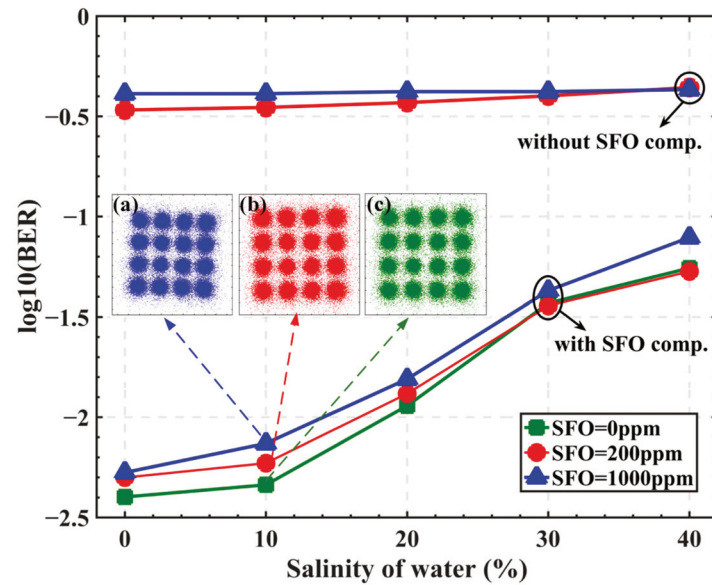 0
−0.5
−1
−1.5
−2
−2.5
log10(BER)
without SFO comp.
(a)
(b)
(c)
with SFO comp.
SFO=0ppm
SFO=200ppm
SFO=1000ppm
0 10 20 30 40
Salinity of water (%)